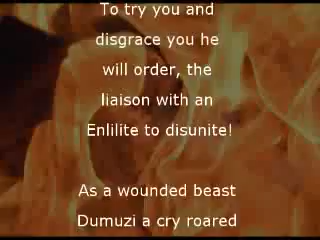 To try you and
disgrace you he
will order, the
liaison with an
Enlilite to disunite!
As a wounded beast
Dumuzi a cry roared